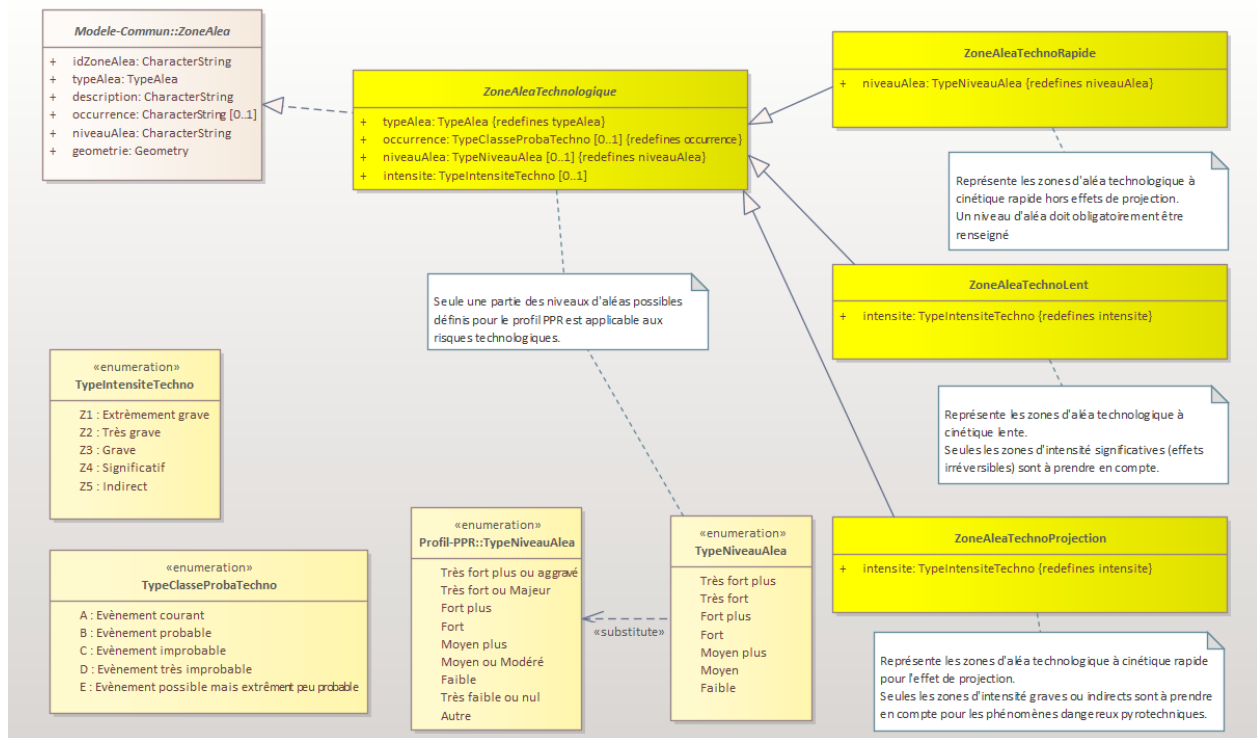 Modele-Commun::ZoneAlea
+ idZoneAlea: CharacterString
+ typeAlea: TypeAlea
+ description: CharacterString
+ occurrence: CharacterString [0..1]
+ niveauAlea: CharacterString
+ geometrie: Geometry
ZoneAleaTechnologique
+ typeAlea: TypeAlea {redefines typeAlea}
+ occurrence: TypeClasseProbaTechno [0..1] {redefines occurrence}
+ niveauAlea: TypeNiveauAlea [0..1] {redefines niveauAlea}
+ intensite: TypeIntensiteTechno [0..1]
ZoneAleaTechnoRapide
+ niveauAlea: TypeNiveauAlea {redefines niveauAlea}
Représente les zones d'aléa technologique à
cinétique rapide hors effets de projection.
Un niveau d'aléa doit obligatoirement être
renseigné
ZoneAleaTechnoLent
+ intensite: TypeIntensiteTechno {redefines intensite}
Seule une partie des niveaux d'aléas possibles
définis pour le profil PPR est applicable aux
risques technologiques.
Représente les zones d'aléa technologique à
cinétique lente.
Seules les zones d'intensité significatives (effets
irréversibles) sont à prendre en compte.
«enumeration»
TypeIntensiteTechno
Z1 : Extrèmement grave
Z2 : Très grave
Z3 : Grave
Z4 : Significatif
Z5 : Indirect
«enumeration»
TypeClasseProbaTechno
A : Evènement courant
B : Evènement probable
C : Evènement improbable
D : Evènement très improbable
E : Evènement possible mais extrêment peu probable
«enumeration»
Profil-PPR::TypeNiveauAlea
Très fort plus ou aggravé
Très fort ou Majeur
Fort plus
Fort
Moyen plus
Moyen ou Modéré
Faible
Très faible ou nul
Autre
«substitute»
«enumeration»
TypeNiveauAlea
Très fort plus
Très fort
Fort plus
Fort
Moyen plus
Moyen
Faible
ZoneAleaTechnoProjection
+ intensite: TypeIntensiteTechno {redefines intensite}
Représente les zones d'aléa technologique à cinétique rapide
pour l'effet de projection.
Seules les zones d'intensité graves ou indirects sont à prendre
en compte pour les phénomènes dangereux pyrotechniques.